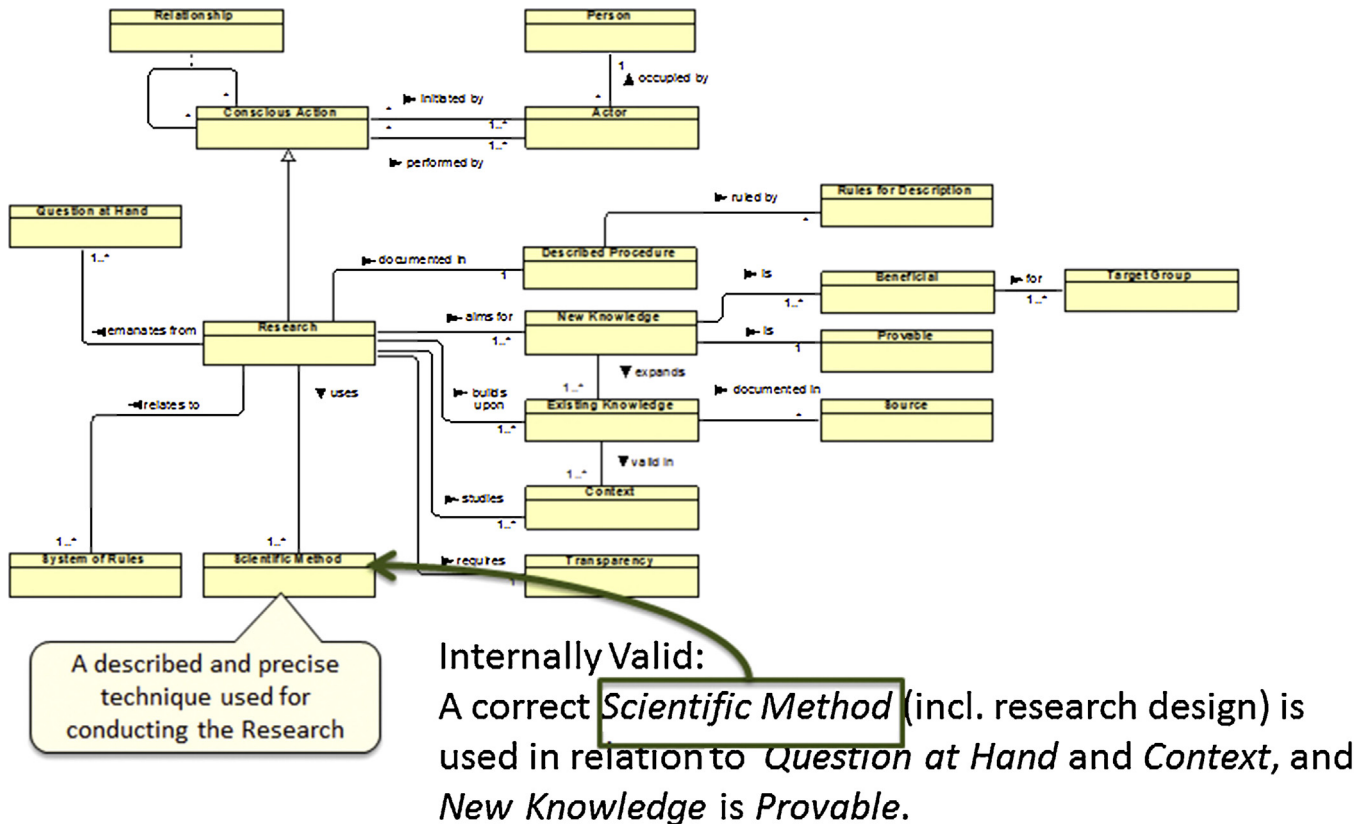 Relationship
Person
1
▲ occupied by
*
*
*
► initiated by
*
1..*
Conscious Action
Actor
*
1..*
► performed by
Rules for Description
► ruled by
*
Question at Hand
1..*
Described Procedure
► documented in
1
► is
Beneficial
1..*
► for
1..*
Target Group
◄ emanates from
Research
► aims for
1..*
New Knowledge
► is
1
Provable
▼ uses
▼ expands
1..*
► builds
upon
1..*
Existing Knowledge
► documented in
*
Source
◄ relates to
▼ valid in
1..*
► studies
1..*
Context
1..*
System of Rules
1..*
Scientific Method
► requires
1
Transparency
A described and precise
technique used for
conducting the Research
Internally Valid:
A correct Scientific Method (incl. research design) is
used in relation to Question at Hand and Context, and
New Knowledge is Provable.